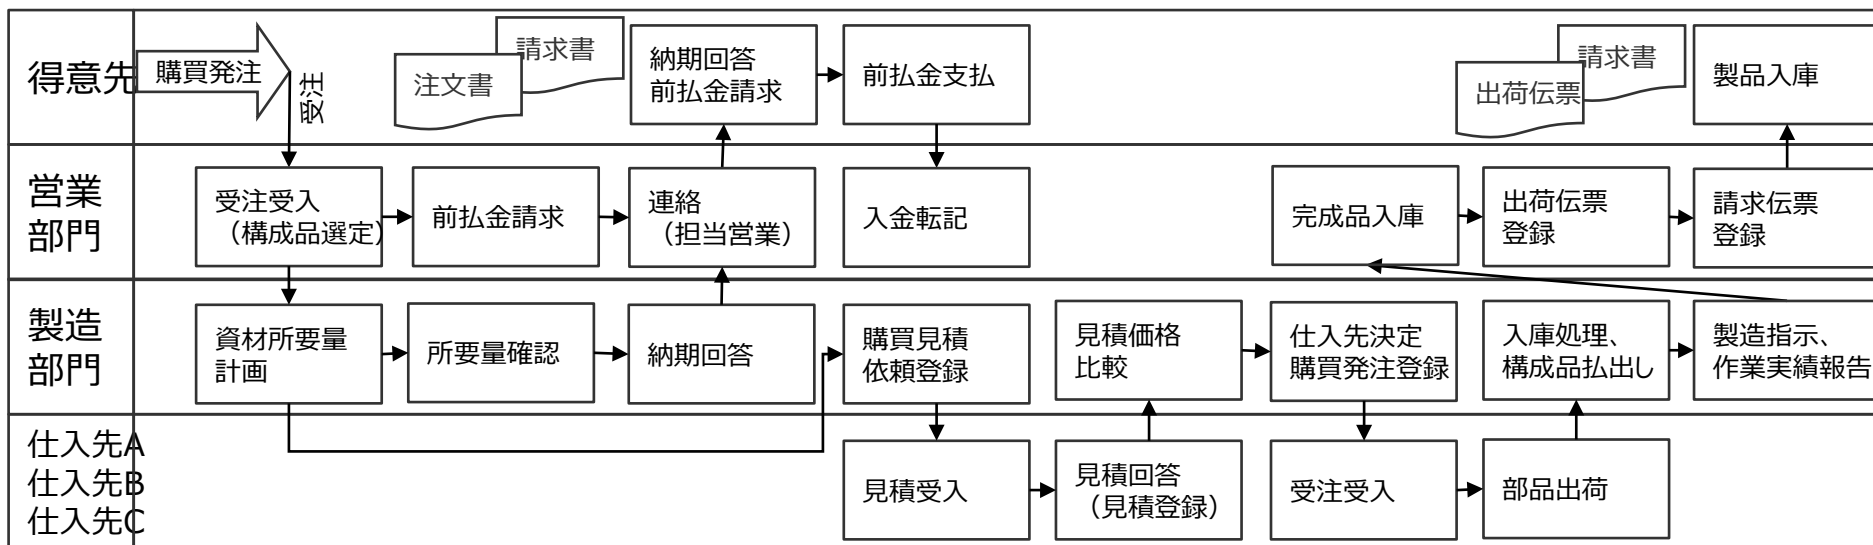 得意先
購買発注
受注
請求書
注文書
納期回答
前払金請求
前払金支払
請求書
出荷伝票
製品入庫
営業
部門
受注受入
（構成品選定）
前払金請求
連絡
（担当営業）
入金転記
完成品入庫
出荷伝票
登録
請求伝票
登録
製造
部門
資材所要量
計画
所要量確認
納期回答
購買見積
依頼登録
見積価格
比較
仕入先決定
購買発注登録
入庫処理、
構成品払出し
製造指示、
作業実績報告
仕入先A
仕入先B
仕入先C
見積受入
見積回答
（見積登録）
受注受入
部品出荷